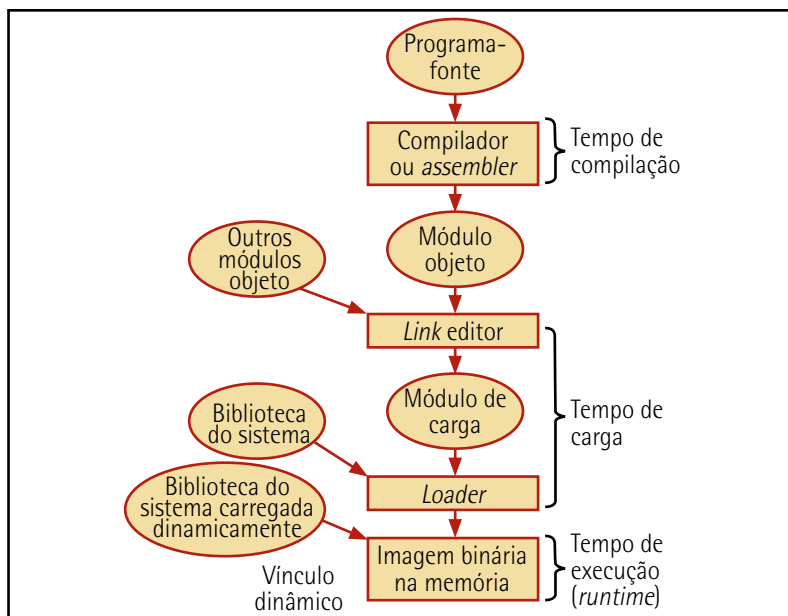 Programa-
fonte
Compilador
ou assembler
Tempo de
compilação
Outros
módulos
objeto
Módulo
objeto
Link editor
Módulo de
carga
Tempo de
carga
Biblioteca
do sistema
Loader
Biblioteca do
sistema carregada
dinamicamente
Imagem binária
na memória
Tempo de
execução
(runtime)
Vínculo
dinâmico